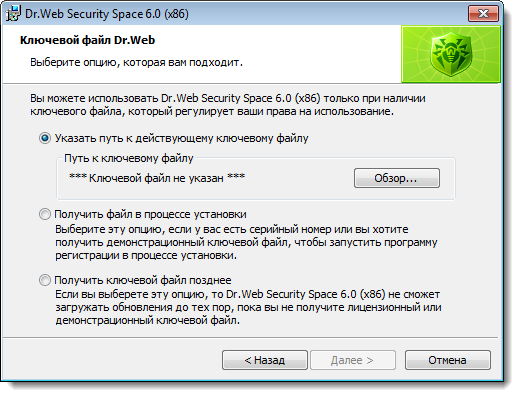 Dr.Web Security Space 6.0 (x86)
Ключевой файл Dr.Web
Выберите опцию, которая вам подходит.
Вы можете использовать Dr.Web Security Space 6.0 (x86) только при наличии
ключевого файла, который регулирует ваши права на использование.
Указать путь к действующему ключевому файлу
Путь к ключевому файлу
*** Ключевой файл не указан ***
Обзор...
Получить файл в процессе установки
Выберите эту опцию, если у вас есть серийный номер или вы хотите
получить демонстрационный ключевой файл, чтобы запустить программу
регистрации в процессе установки.
Получить ключевой файл позднее
Если вы выберете эту опцию, то Dr.Web Security Space 6.0 (x86) не сможет
загружать обновления до тех пор, пока вы не получите лицензионный или
демонстрационный ключевой файл.
< Назад
Далее >
Отмена